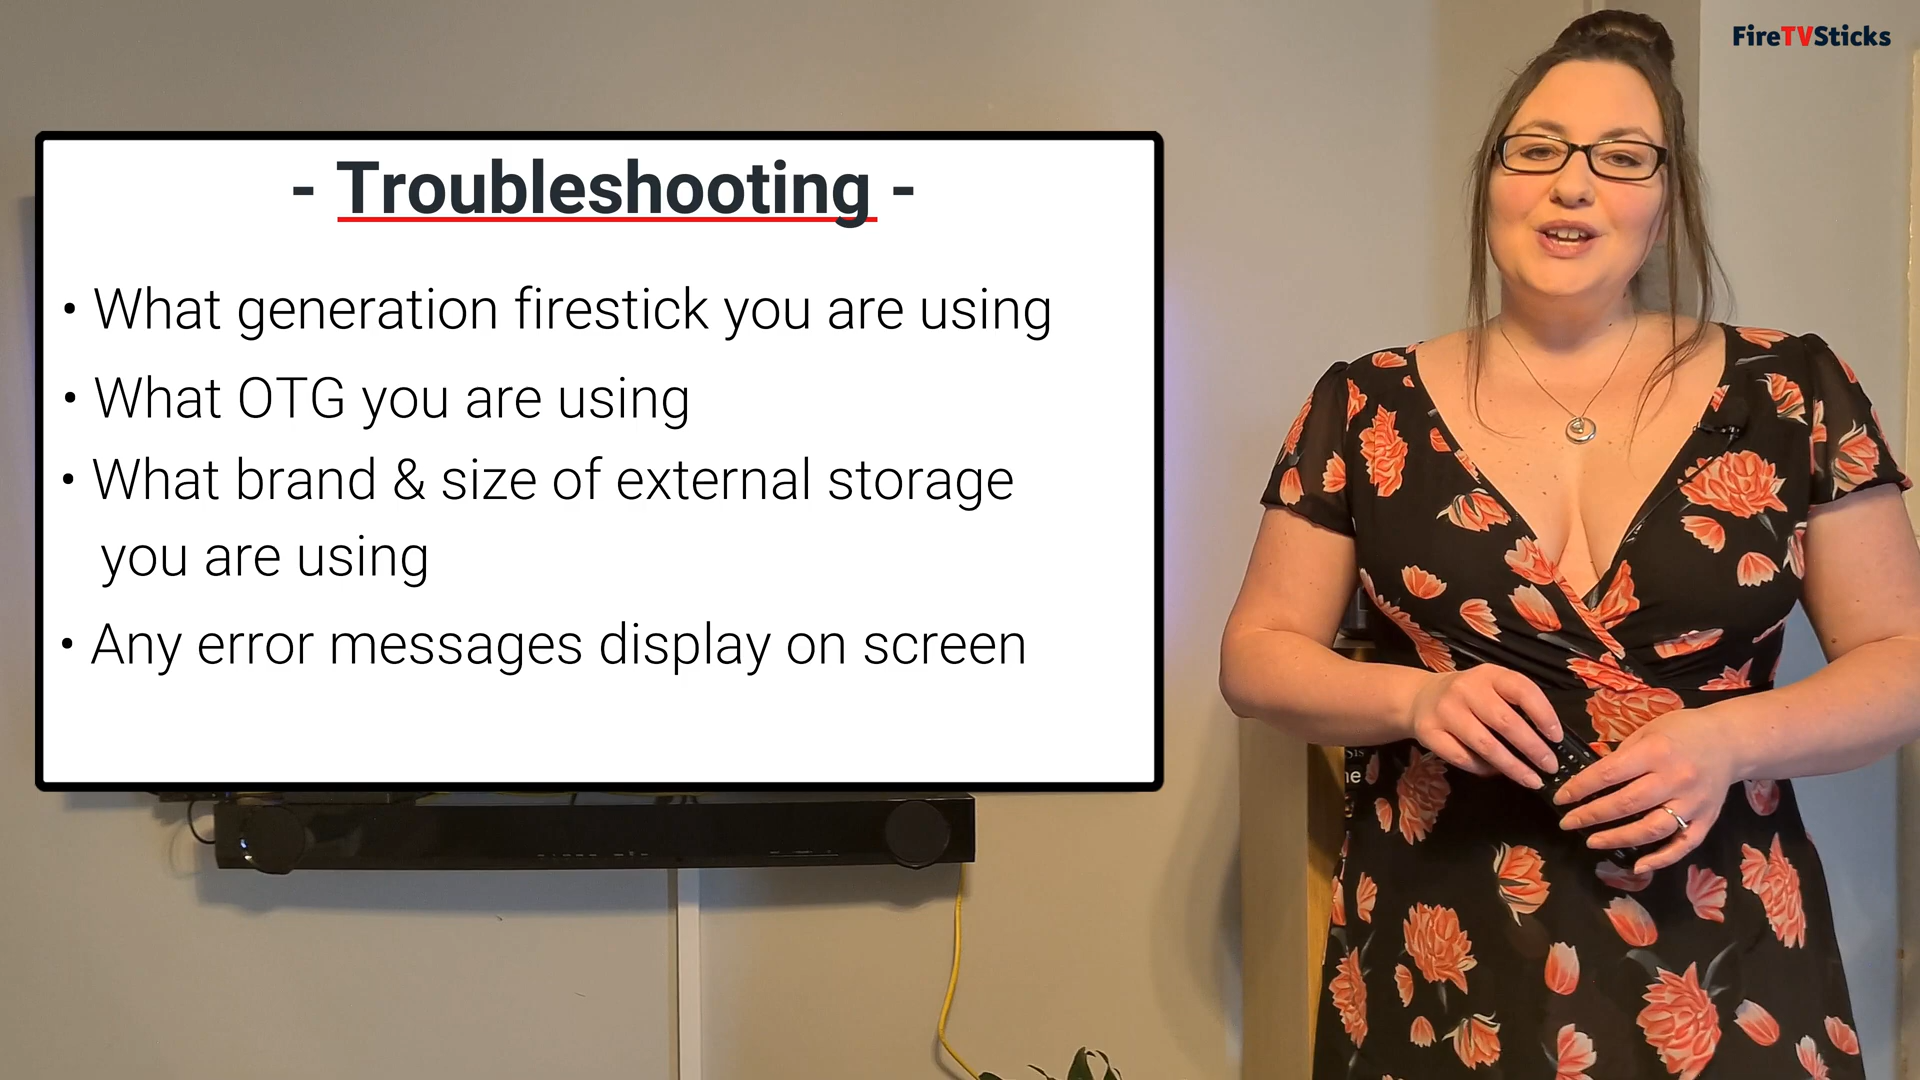 FireTVSticks
- Troubleshooting -
• What generation firestick you are using
• What OTG you are using
• What brand & size of external storage
you are using
• Any error messages display on screen